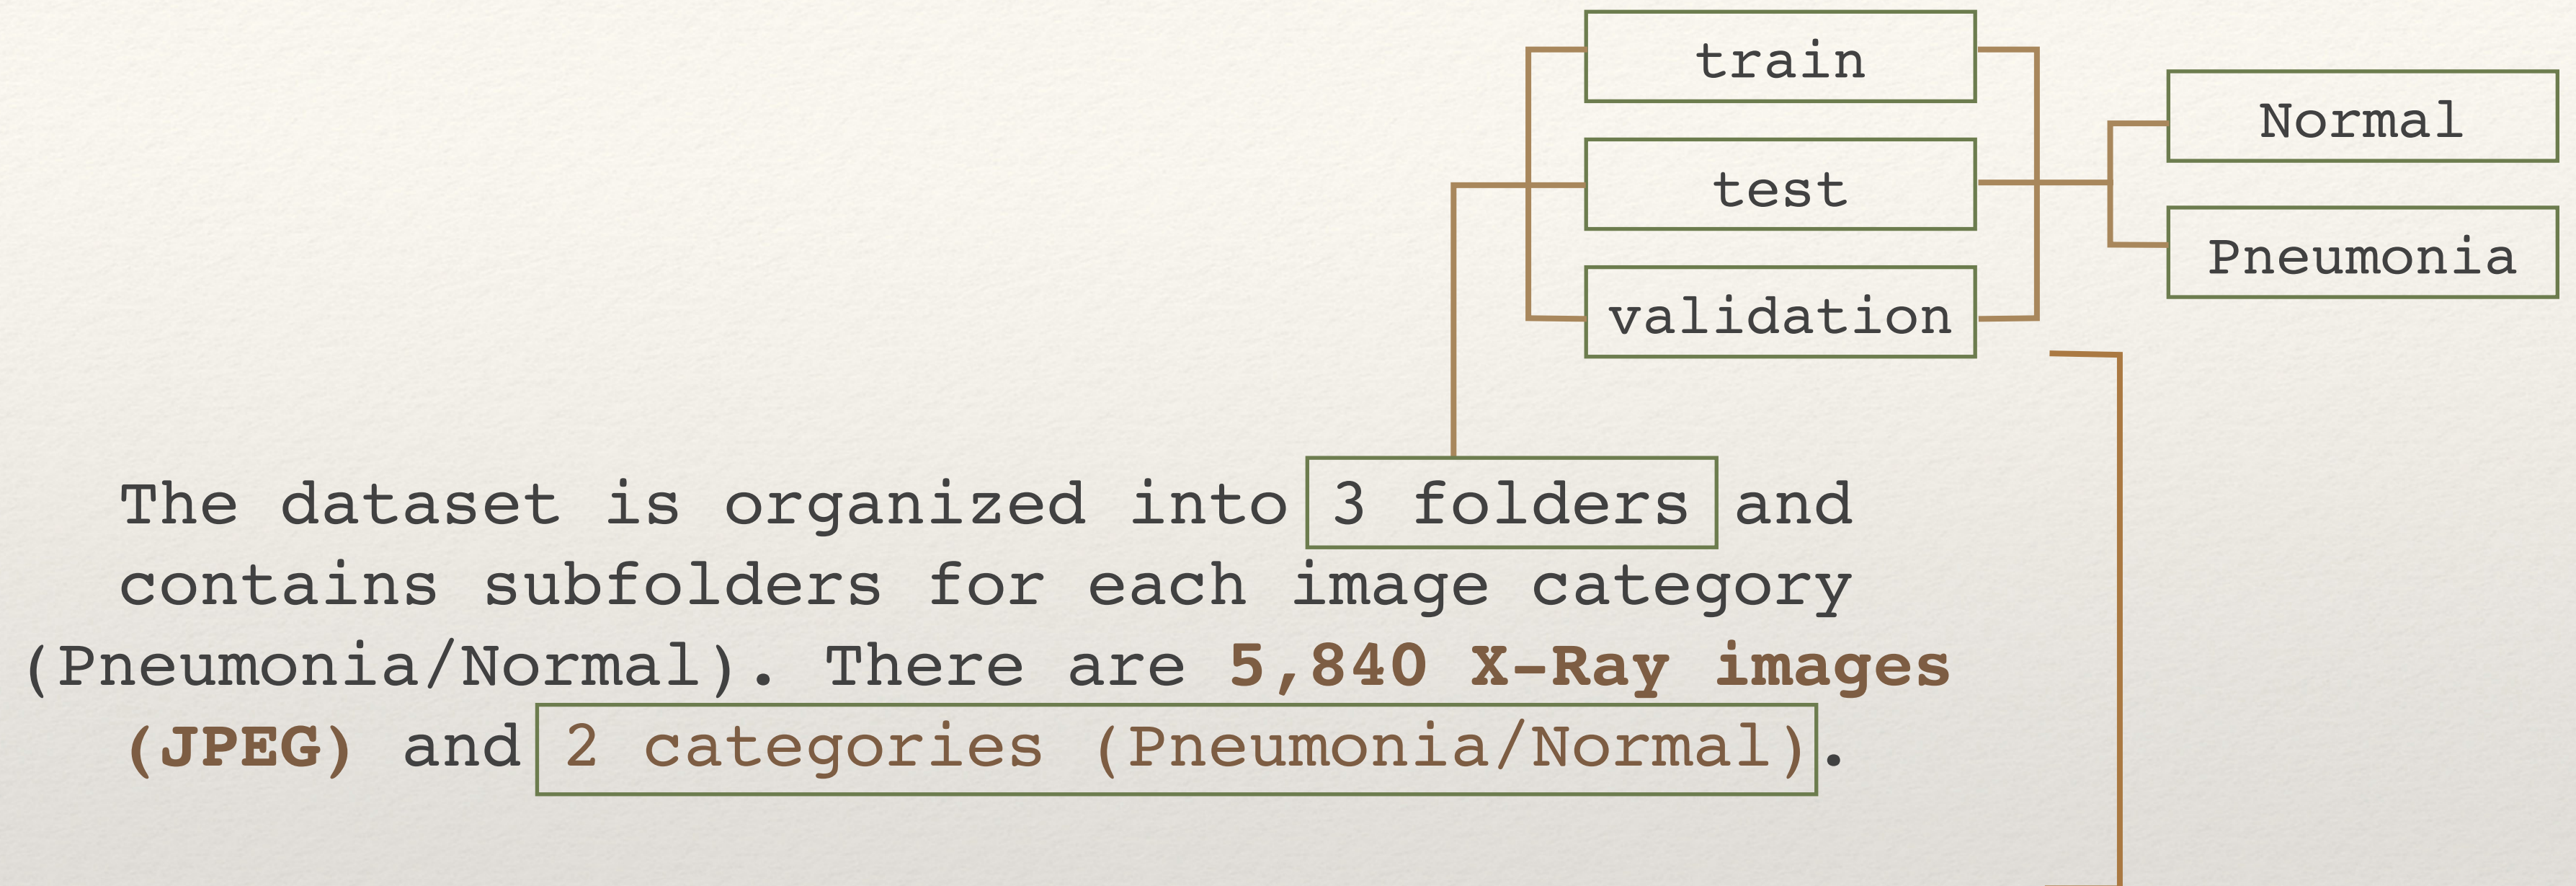 train
test
validation
Normal
Pneumonia
The dataset is organized into 3 folders and
contains subfolders for each image category
(Pneumonia/Normal). There are 5,840 X-Ray images
(JPEG) and 2 categories (Pneumonia/Normal).